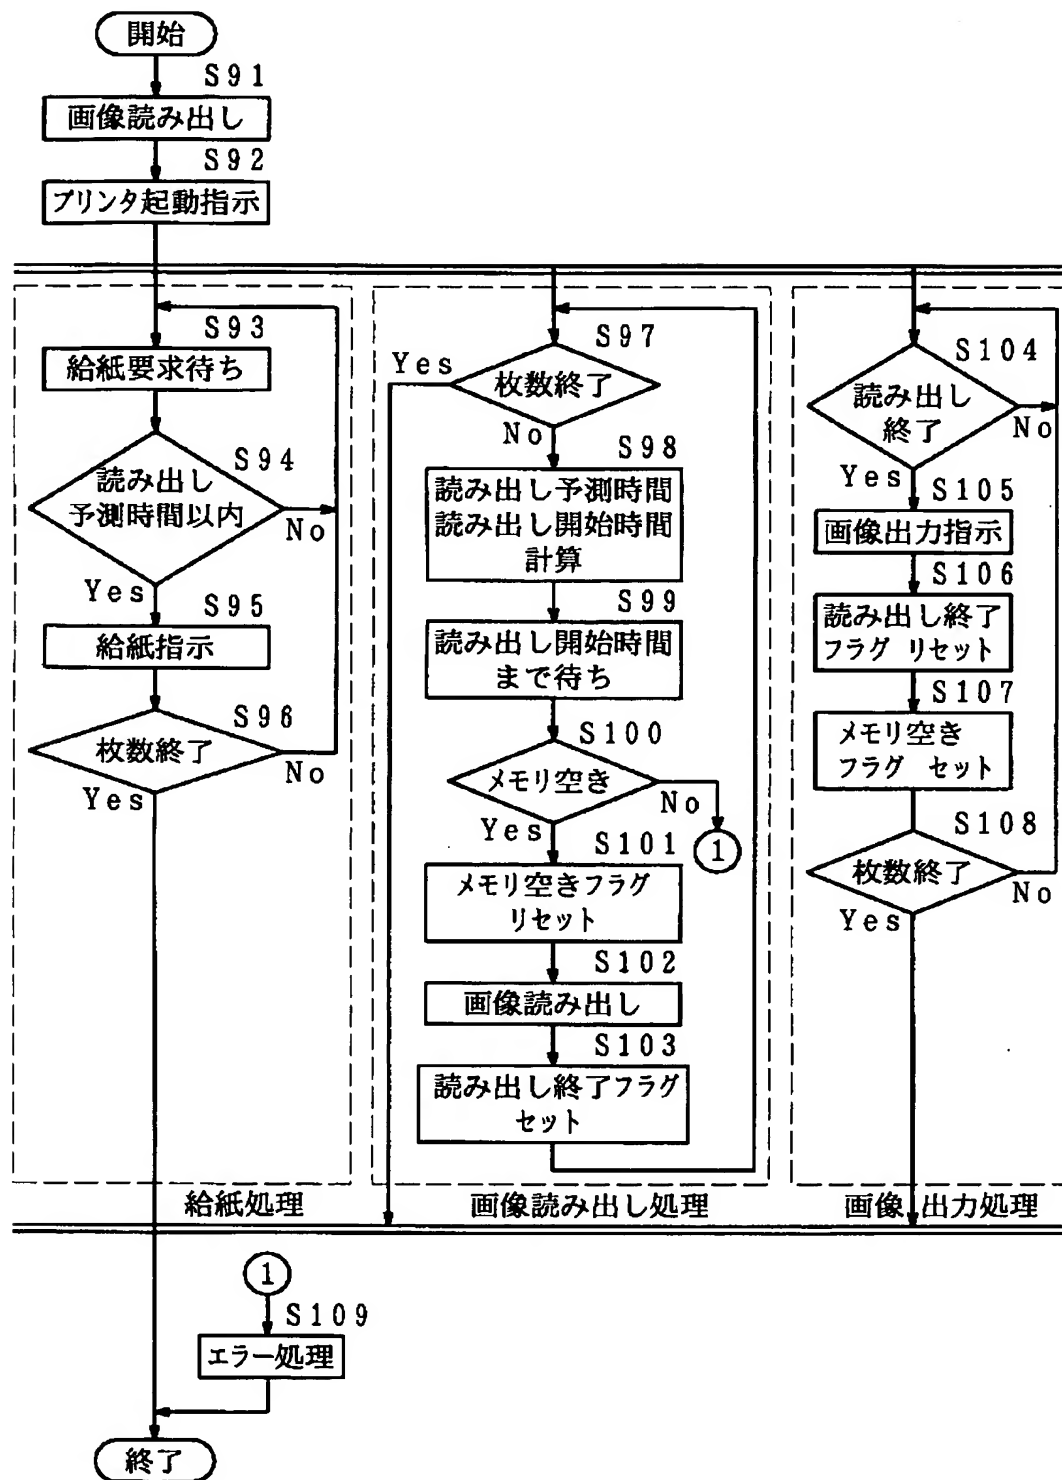 開始
S91
画像読み出し
S92
プリンタ起動指示
S93
給紙要求待ち
S94
読み出し
予測時間以内
No
Yes
S95
給紙指示
S96
枚数終了
No
Yes
給紙処理
S97
Yes
枚数終了
No
S98
読み出し予測時間
読み出し開始時間
計算
S99
読み出し開始時間
まで待ち
S100
メモリ空き
No
Yes
①
S101
メモリ空きフラグ
リセット
S102
画像読み出し
S103
読み出し終了フラグ
セット
画像読み出し処理
S104
読み出し
終了
No
Yes
S105
画像出力指示
S106
読み出し終了
フラグ リセット
S107
メモリ空き
フラグ セット
S108
枚数終了
No
Yes
画像出力処理
①
S109
エラー処理
終了